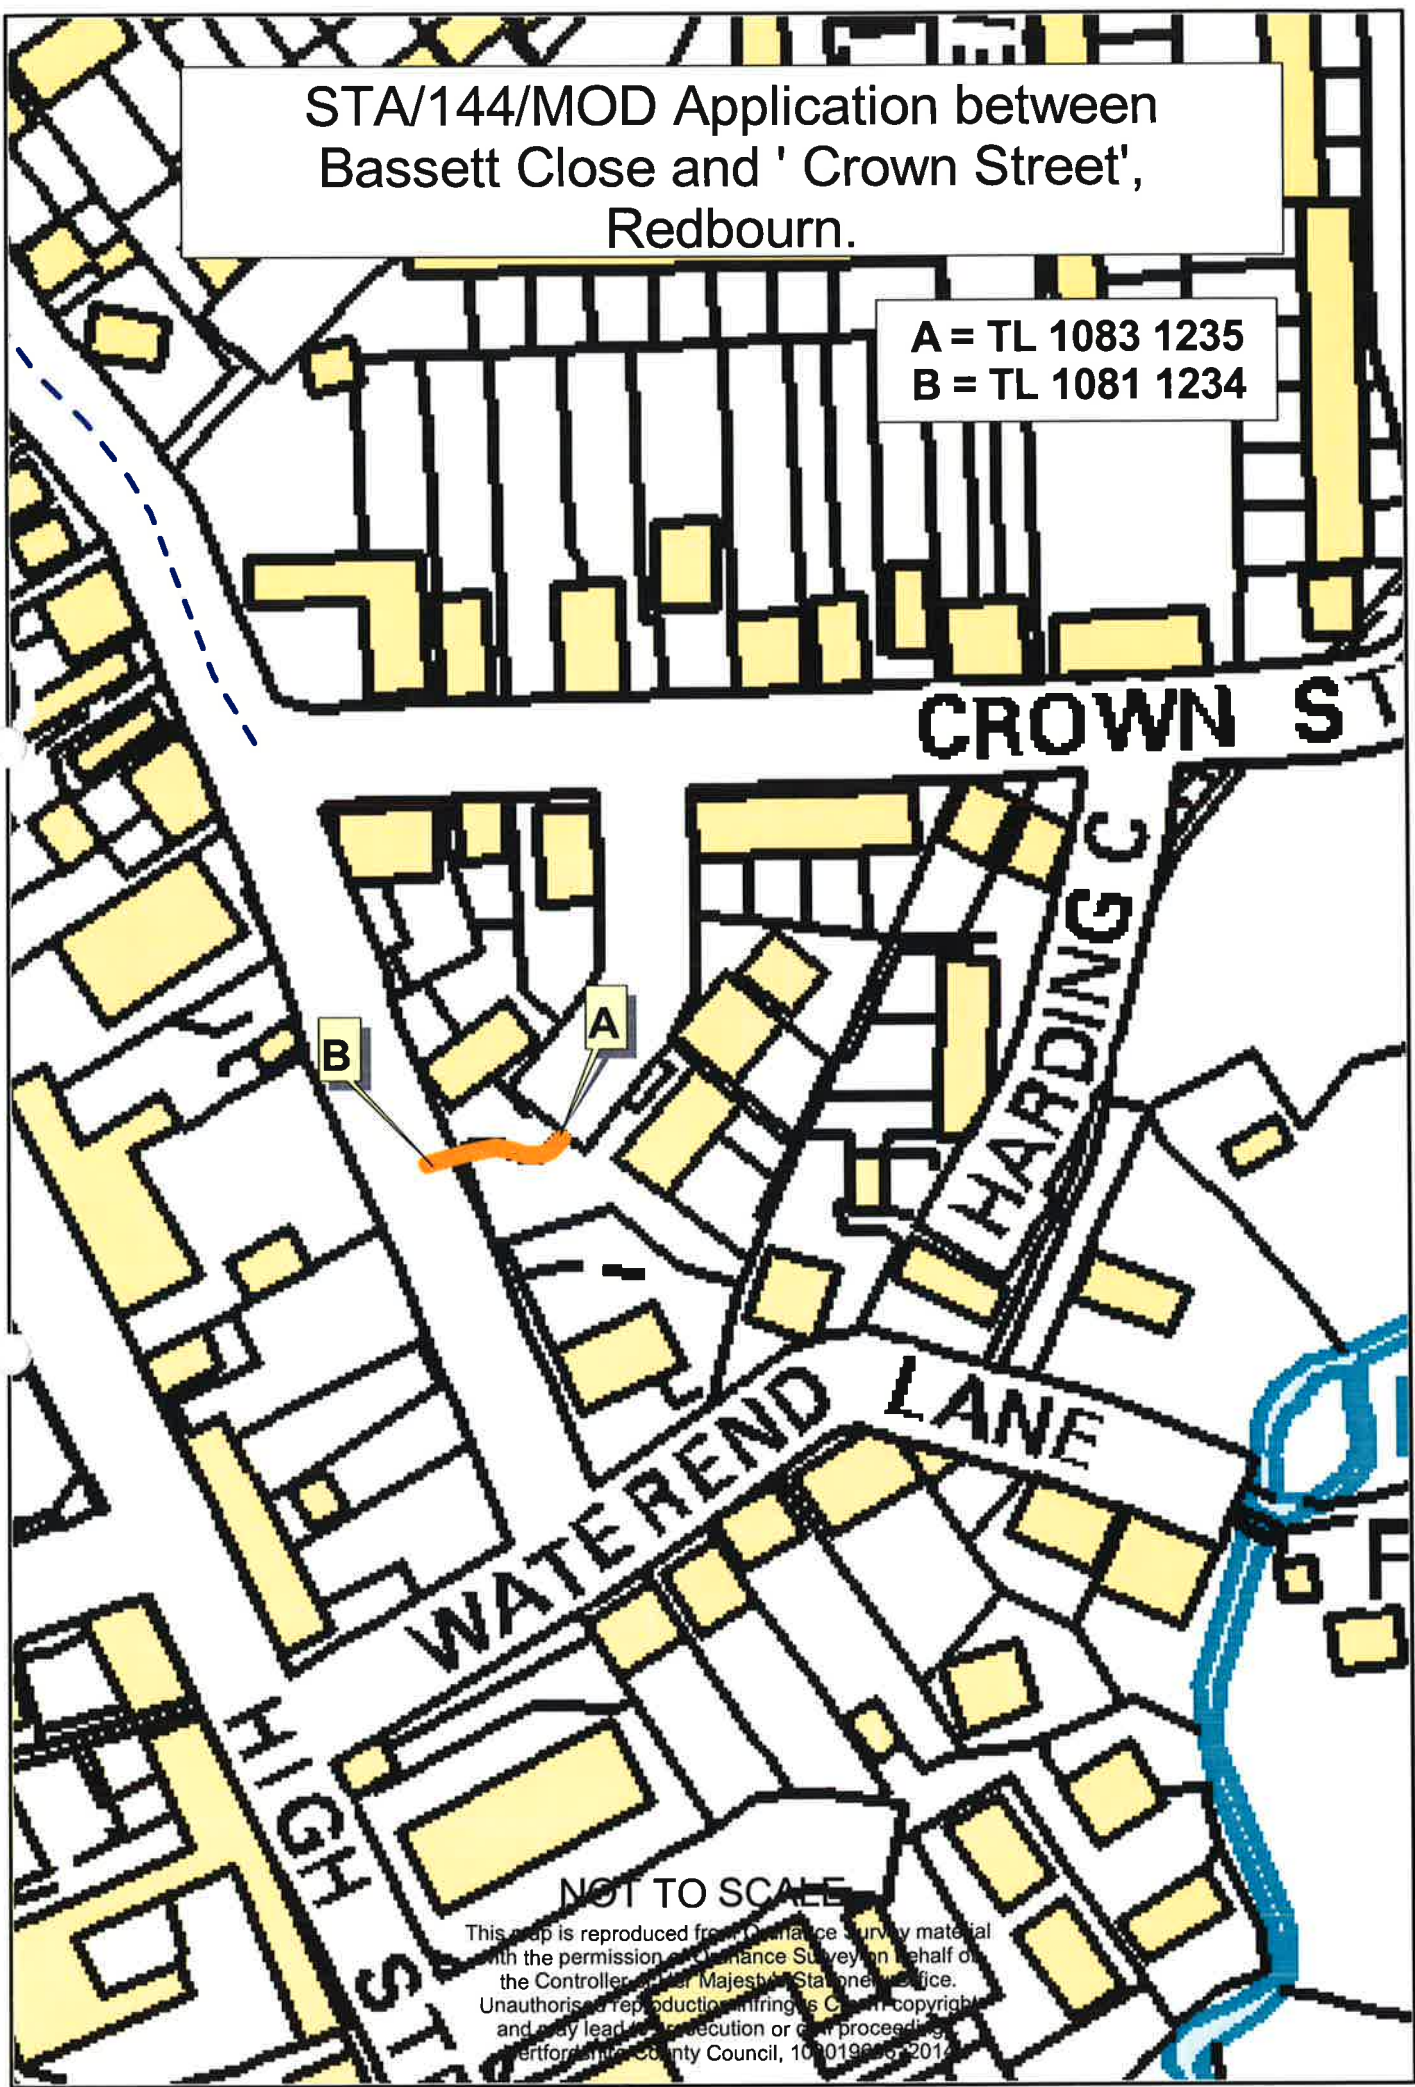 STA/144/MOD Application between
Bassett Close and ' Crown Street',
Redbourn.
A = TL 1083 1235
B = TL 1081 1234
CROWN ST
HARDING C
A
B
WATEREND LANE
HIGH ST
F
NOT TO SCALE
This map is reproduced from Ordnance Survey material
with the permission of Ordnance Survey on behalf of
the Controller of Her Majesty's Stationery Office.
Unauthorised reproduction infringes Crown copyright
and may lead to prosecution or civil proceedings.
Hertfordshire County Council, 2014